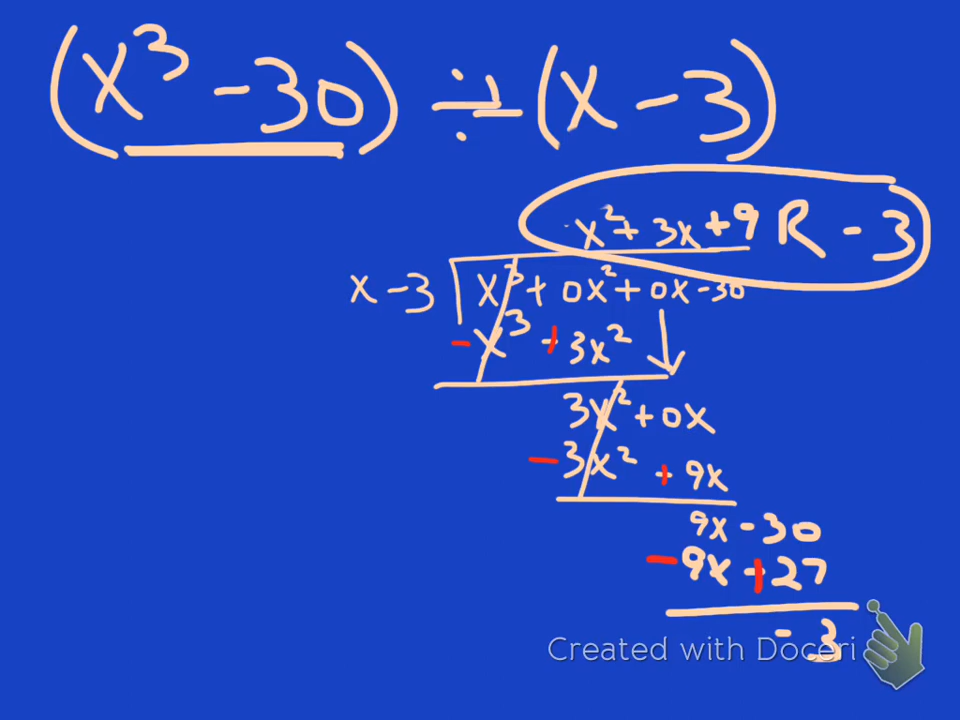 (x³ - 30) ÷ (x - 3)
x² + 3x + 9 R - 3
x - 3 x³ + 0x² + 0x - 30
- x³ + 3x²
3x² + 0x
- 3x² + 9x
9x - 30
- 9x + 27
- 3
Created with Doceri